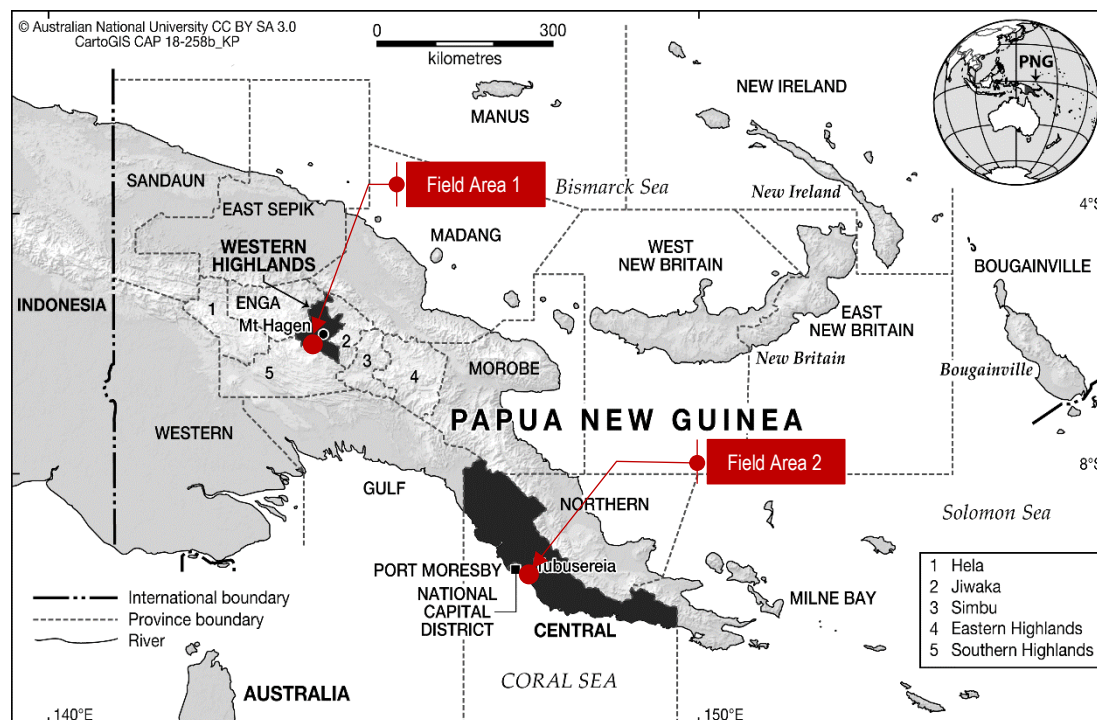 © Australian National University CC BY SA 3.0
CartoGIS CAP 18-258b_KP
0
300
kilometres
PNG
MANUS
NEW IRELAND
SANDAUN
Field Area 1
Bismarck Sea
New Ireland
4°S
EAST SEPIK
MADANG
WESTERN
HIGHLANDS
WEST
NEW BRITAIN
BOUGAINVILLE
INDONESIA
1
ENGA
Mt Hagen
2
3
4
5
EAST
NEW BRITAIN
New Britain
MOROBE
Bougainville
PAPUA NEW GUINEA
WESTERN
Field Area 2
8°S
GULF
NORTHERN
Solomon Sea
PORT MORESBY
Tubusereia
NATIONAL
CAPITAL
DISTRICT
CENTRAL
MILNE BAY
1 Hela
2 Jiwaka
3 Simbu
4 Eastern Highlands
5 Southern Highlands
International boundary
Province boundary
River
AUSTRALIA
CORAL SEA
140°E
150°E